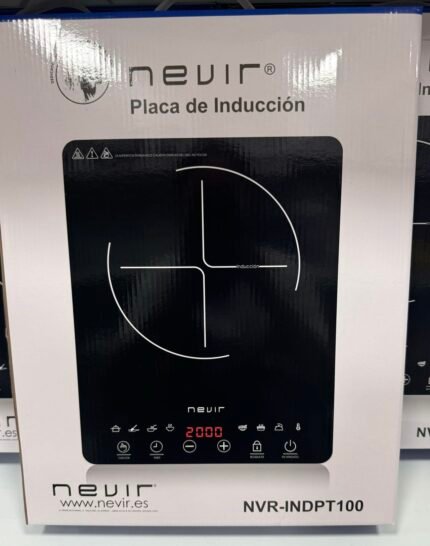 nevir®
Placa de Inducción
Inducción
nevir
2000
nevir
www.nevir.es
NVR-INDPT100